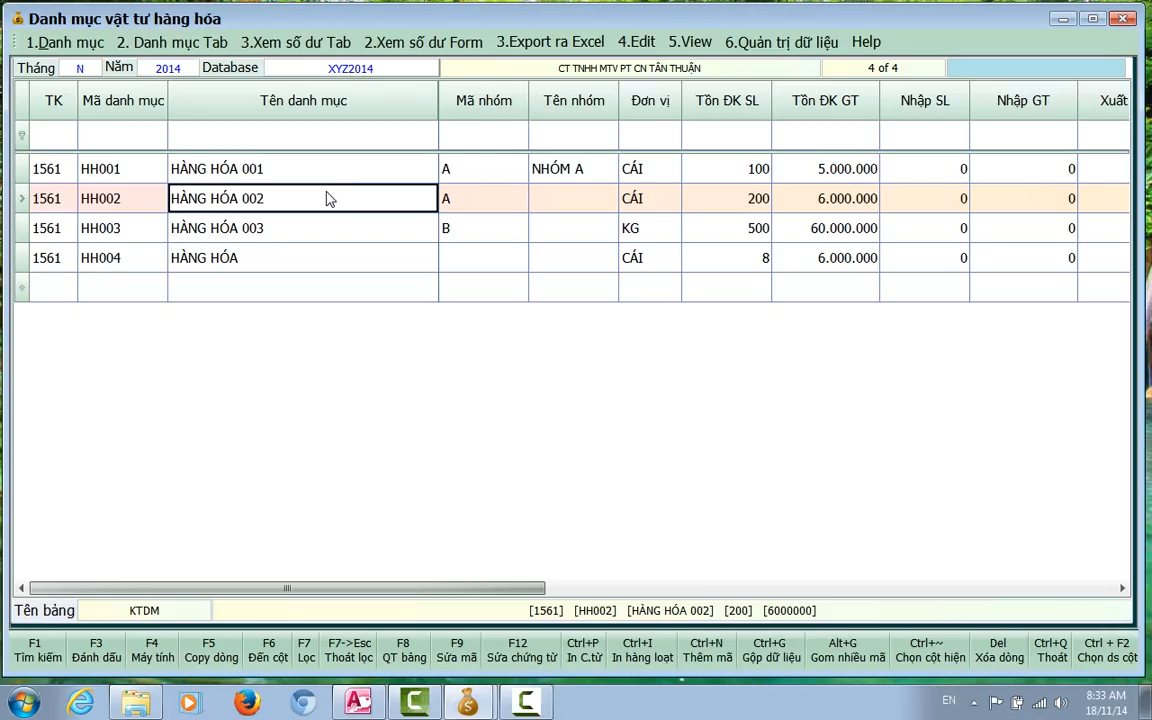 Danh mục vật tư hàng hóa
1.Danh mục 2. Danh mục Tab 3.Xem số dư Tab 2.Xem số dư Form 3.Export ra Excel 4.Edit 5.View 6.Quản trị dữ liệu Help
Tháng N Năm 2014 Database XYZ2014 CT TNHH MTV PT CN TÂN THUẬN 4 of 4
TK Mã danh mục Tên danh mục Mã nhóm Tên nhóm Đơn vị Tồn ĐK SL Tồn ĐK GT Nhập SL Nhập GT Xuất
1561 HH001 HÀNG HÓA 001 A NHÓM A CÁI 100 5.000.000 0 0
1561 HH002 HÀNG HÓA 002 A CÁI 200 6.000.000 0 0
1561 HH003 HÀNG HÓA 003 B KG 500 60.000.000 0 0
1561 HH004 HÀNG HÓA CÁI 8 6.000.000 0 0
Tên bảng KTDM [1561] [HH002] [HÀNG HÓA 002] [200] [6000000]
F1 F3 F4 F5 F6 F7 F7->Esc F8 F9 F12 Ctrl+P Ctrl+I Ctrl+N Ctrl+G Alt+G Ctrl+~ Del Ctrl+Q Ctrl + F2
Tìm kiếm Đánh dấu Máy tính Copy dòng Đến cột Lọc Thoát lọc QT bảng Sửa mã Sửa chứng từ In C.từ In hàng loạt Thêm mã Gộp dữ liệu Gom nhiều mã Chọn cột hiện Xóa dòng Thoát Chọn ds cột
EN 8:33 AM
18/11/14